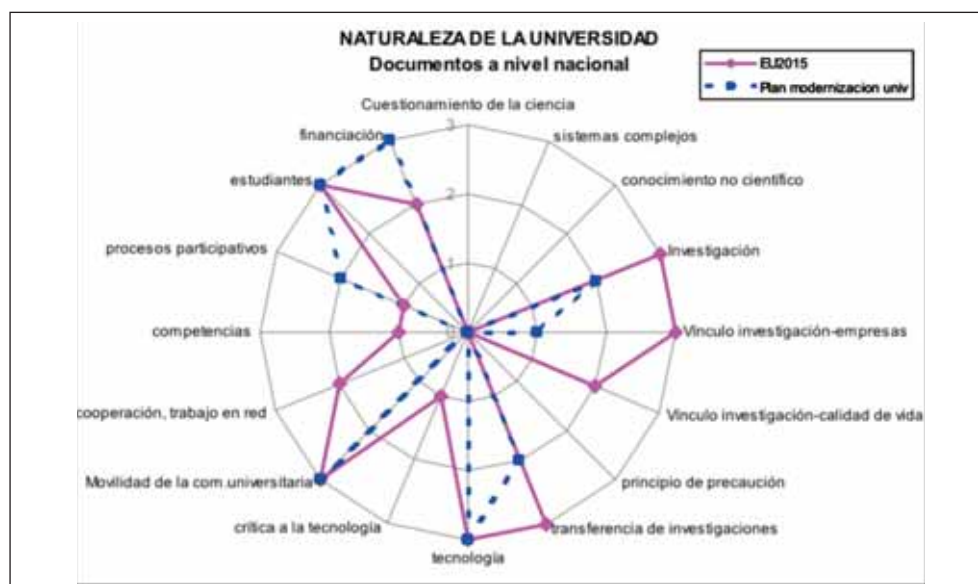 NATURALEZA DE LA UNIVERSIDAD
Documentos a nivel nacional
EU2015
Plan modernizacion univ
Cuestionamiento de la ciencia
financiación
3
sistemas complejos
estudiantes
conocimiento no científico
2
procesos participativos
Investigación
1
competencias
0
Vínculo investigación-empresas
cooperación, trabajo en red
Vínculo investigación-calidad de vida
Movilidad de la com.universitaria
principio de precaución
crítica a la tecnología
transferencia de investigaciones
tecnología